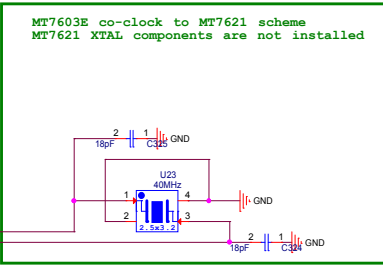 MT7603E co-clock to MT7621 scheme
MT7621 XTAL components are not installed
2 1
GND
18pF C325
U23
40MHz
1 4
GND
2 3
2.5x3.2
2 1
GND
18pF C324